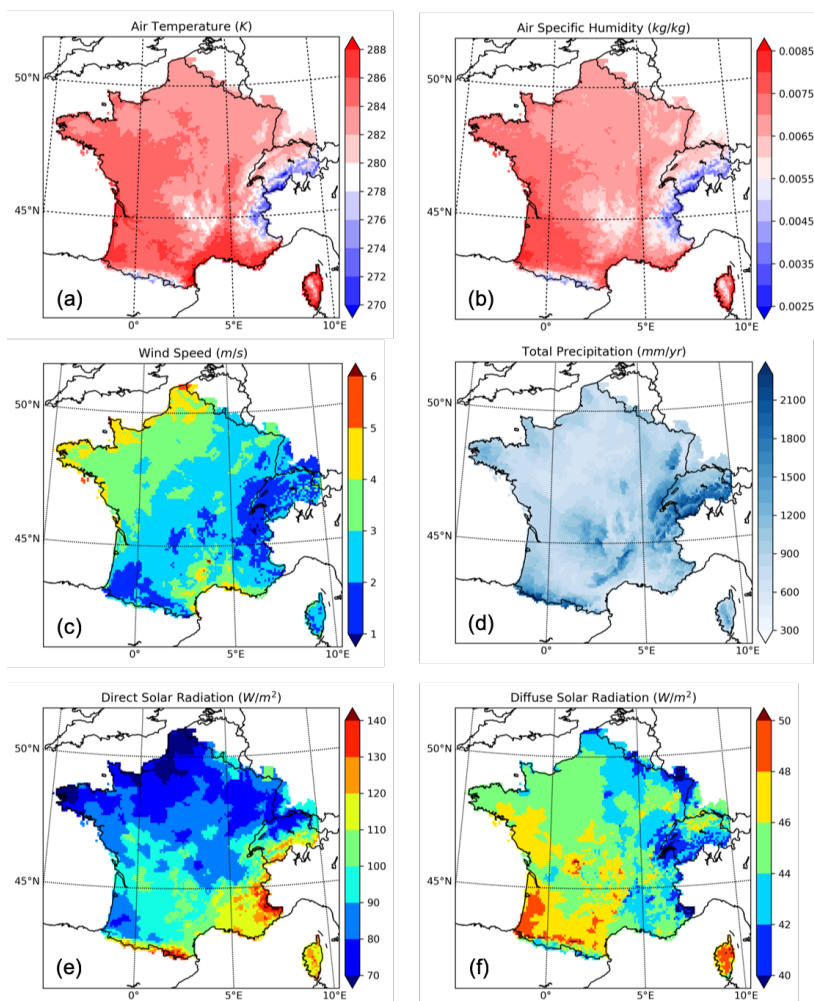 Air Temperature (K)
50°N
45°N
0°
5°E
10°E
288
286
284
282
280
278
276
274
272
270
(a)
Air Specific Humidity (kg/kg)
50°N
45°N
0°
5°E
10°E
0.0085
0.0075
0.0065
0.0055
0.0045
0.0035
0.0025
(b)
Wind Speed (m/s)
50°N
45°N
0°
5°E
10°E
6
5
4
3
2
1
(c)
Total Precipitation (mm/yr)
50°N
45°N
0°
5°E
10°E
2100
1800
1500
1200
900
600
300
(d)
Direct Solar Radiation (W/m²)
50°N
45°N
0°
5°E
10°E
140
130
120
110
100
90
80
70
(e)
Diffuse Solar Radiation (W/m²)
50°N
45°N
0°
5°E
10°E
50
48
46
44
42
40
(f)